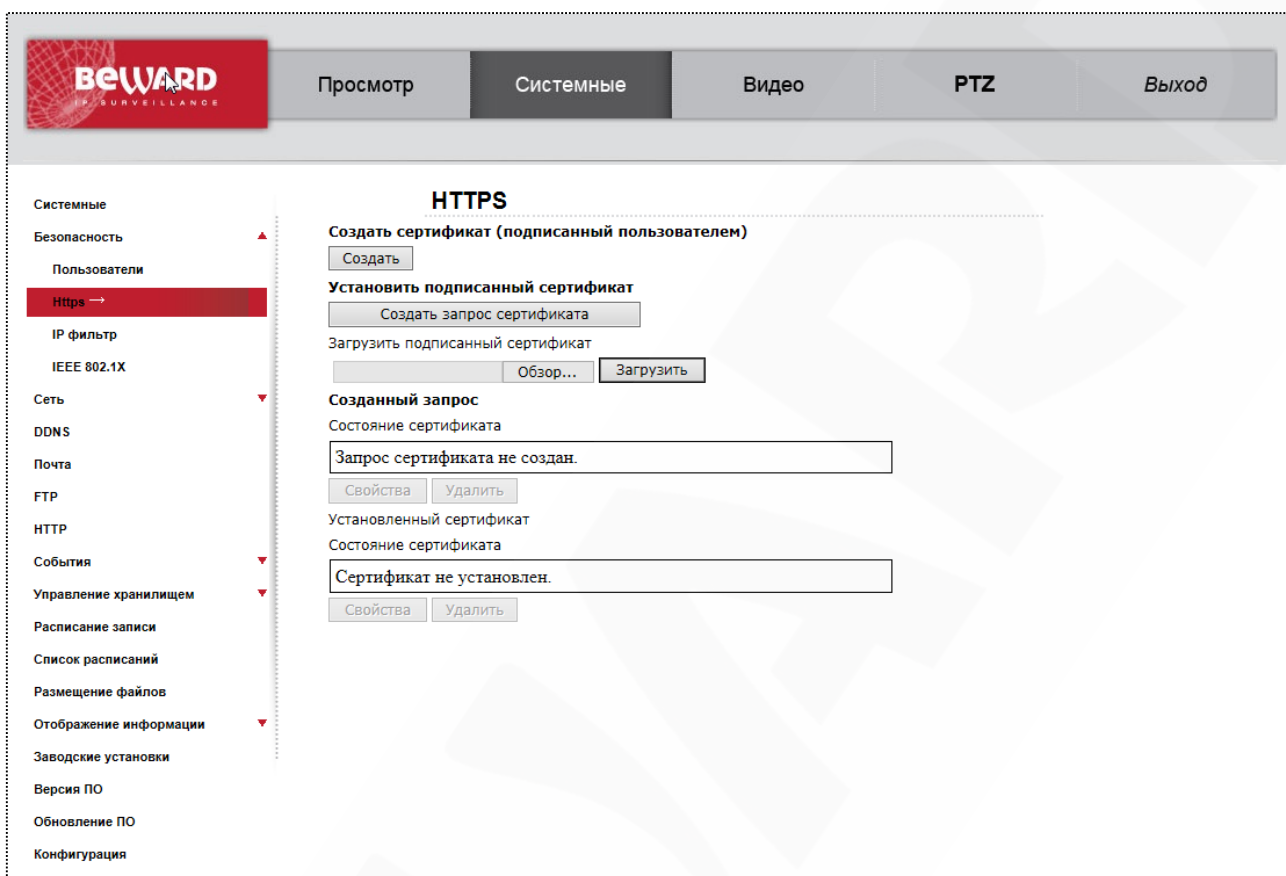 BEWARD
IP SURVEILLANCE
Просмотр
Системные
Видео
PTZ
Выход
Системные
Безопасность
Пользователи
Https →
IP фильтр
IEEE 802.1X
Сеть
DDNS
Почта
FTP
HTTP
События
Управление хранилищем
Расписание записи
Список расписаний
Размещение файлов
Отображение информации
Заводские установки
Версия ПО
Обновление ПО
Конфигурация
HTTPS
Создать сертификат (подписанный пользователем)
Создать
Установить подписанный сертификат
Создать запрос сертификата
Загрузить подписанный сертификат
Обзор... Загрузить
Созданный запрос
Состояние сертификата
Запрос сертификата не создан.
Свойства Удалить
Установленный сертификат
Состояние сертификата
Сертификат не установлен.
Свойства Удалить